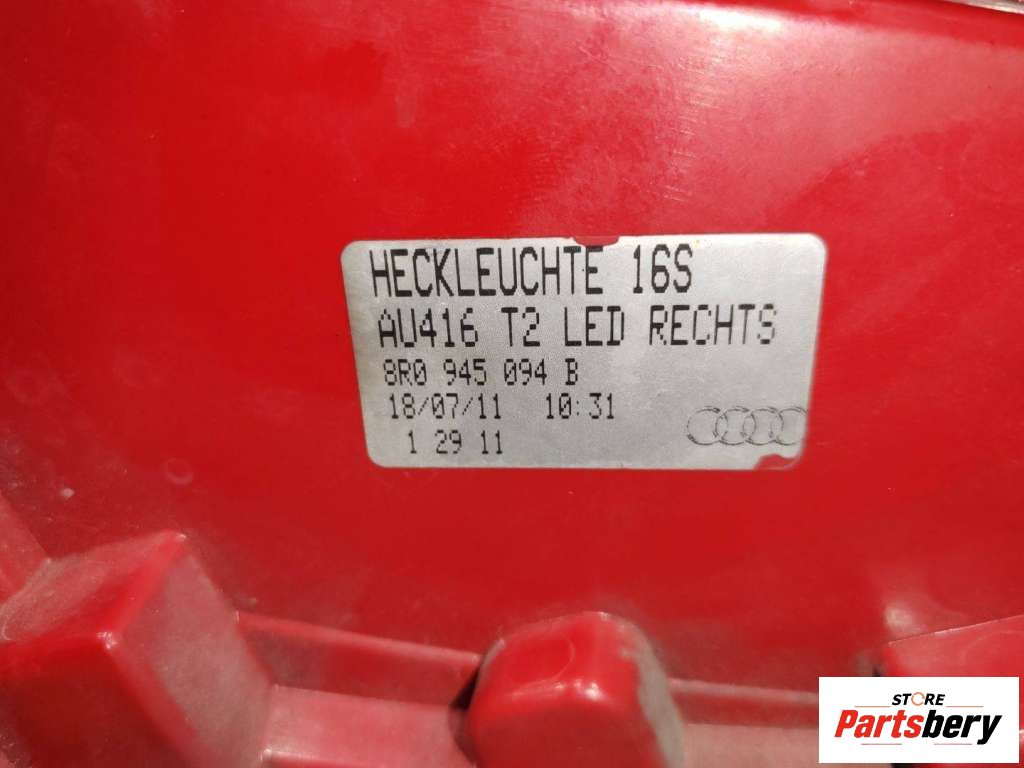 HECKLEUCHTE 16S
AU416 T2 LED RECHTS
8R0 945 094 B
18/07/11 10:31
1 29 11
STORE
Partsbery